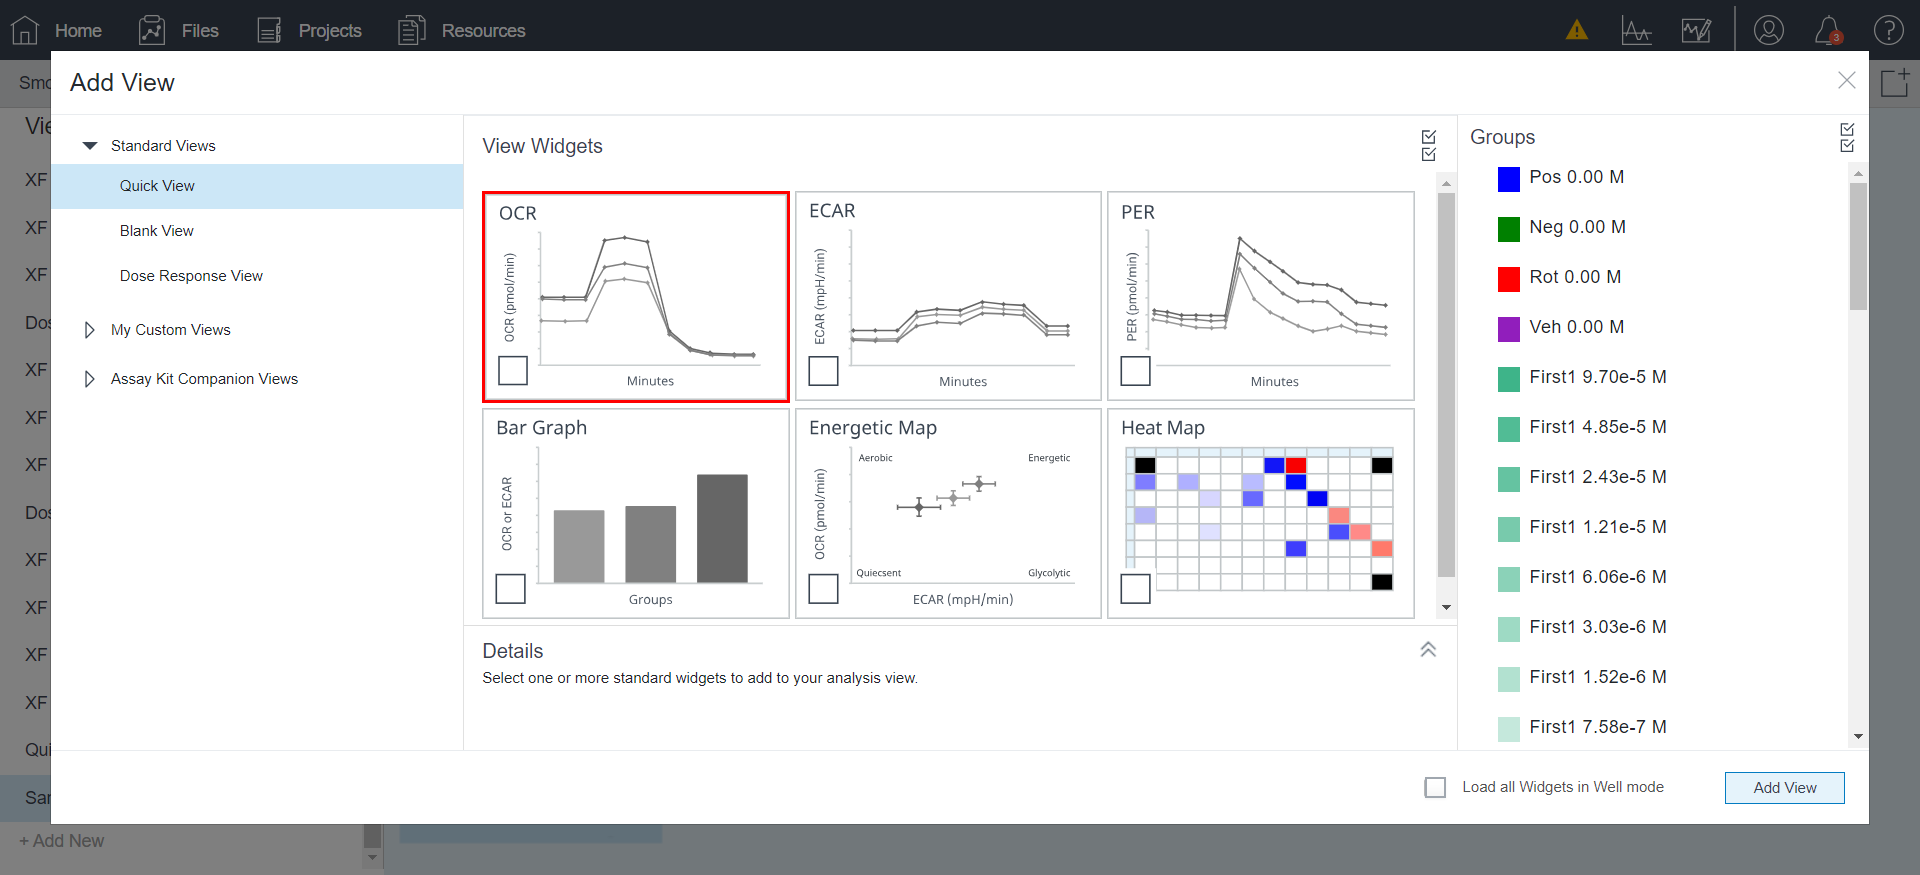 Home
Files
Projects
Resources
3
?
Smo
Add View
Vie
XF
XF
XF
Dos
XF
XF
XF
Dos
XF
XF
XF
XF
Qui
Sar
+ Add New
Standard Views
Quick View
Blank View
Dose Response View
My Custom Views
Assay Kit Companion Views
View Widgets
OCR
OCR (pmol/min)
Minutes
ECAR
ECAR (mpH/min)
Minutes
PER
PER (pmol/min)
Minutes
Bar Graph
OCR or ECAR
Groups
Energetic Map
Aerobic
Energetic
OCR (pmol/min)
Quiecsent
Glycolytic
ECAR (mpH/min)
Heat Map
Details
Select one or more standard widgets to add to your analysis view.
Groups
Pos 0.00 M
Neg 0.00 M
Rot 0.00 M
Veh 0.00 M
First1 9.70e-5 M
First1 4.85e-5 M
First1 2.43e-5 M
First1 1.21e-5 M
First1 6.06e-6 M
First1 3.03e-6 M
First1 1.52e-6 M
First1 7.58e-7 M
Load all Widgets in Well mode
Add View